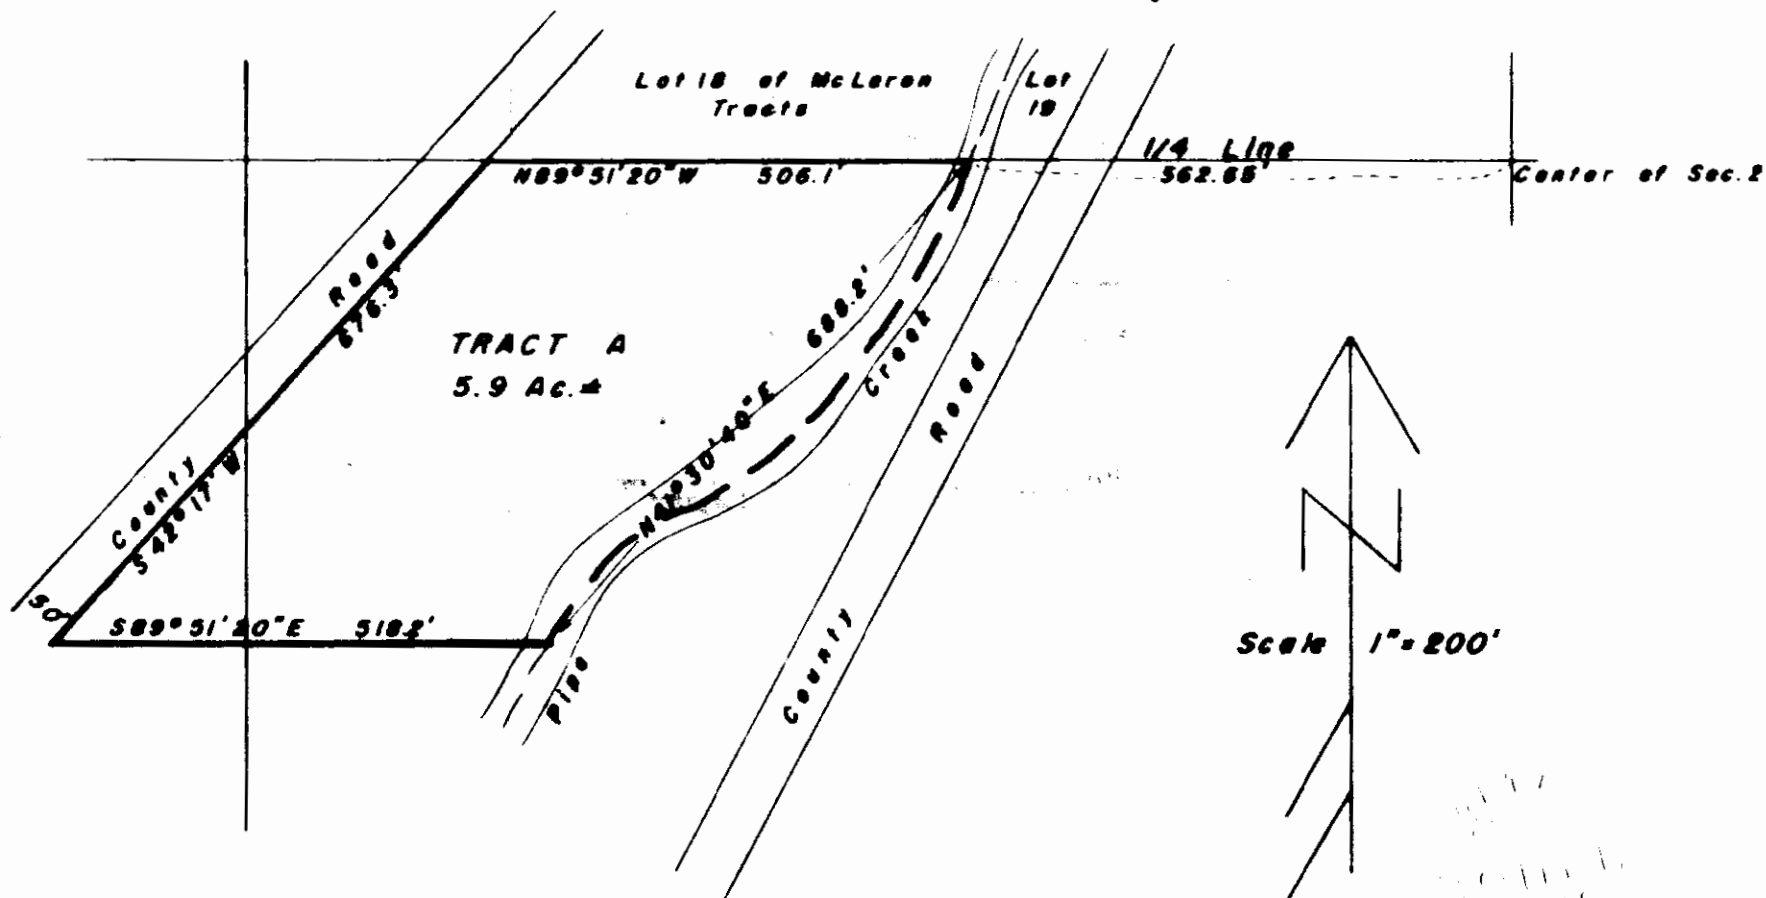 Lot 18 of McLaren
Tracts
Lot
19
1/4 Line
N89°51'20"W 506.1'
562.65'
Center of Sec. 2
County Road
S42°17'W 676.3'
TRACT A
5.9 Ac.±
688.2'
N41°30'40"E
Pipe Creek
County Road
50'
S89°51'20"E 518.2'
N
Scale 1"=200'